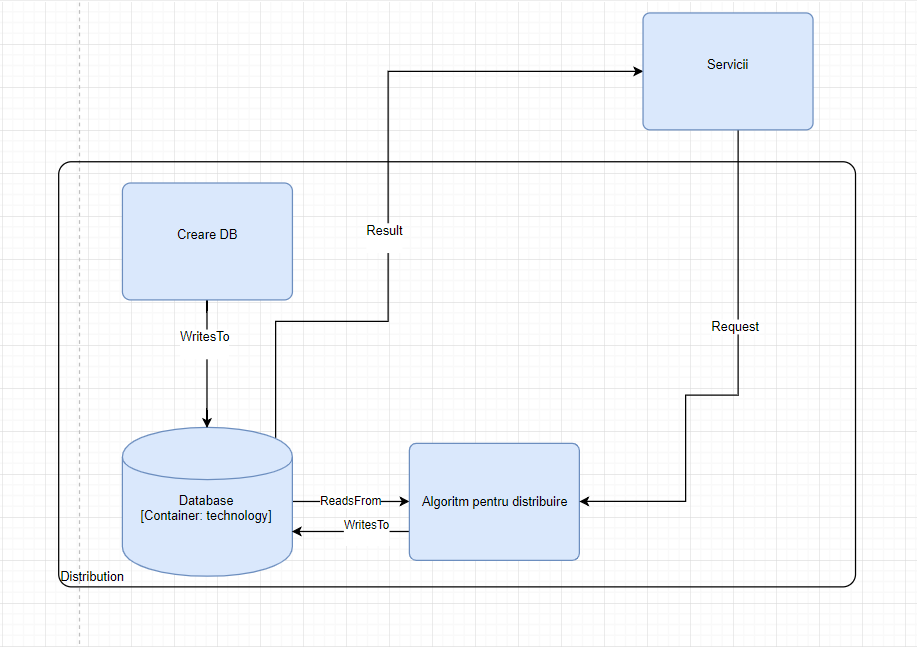 Servicii
Creare DB
Result
Request
WritesTo
Database
[Container: technology]
ReadsFrom
WritesTo
Algoritm pentru distribuire
Distribution